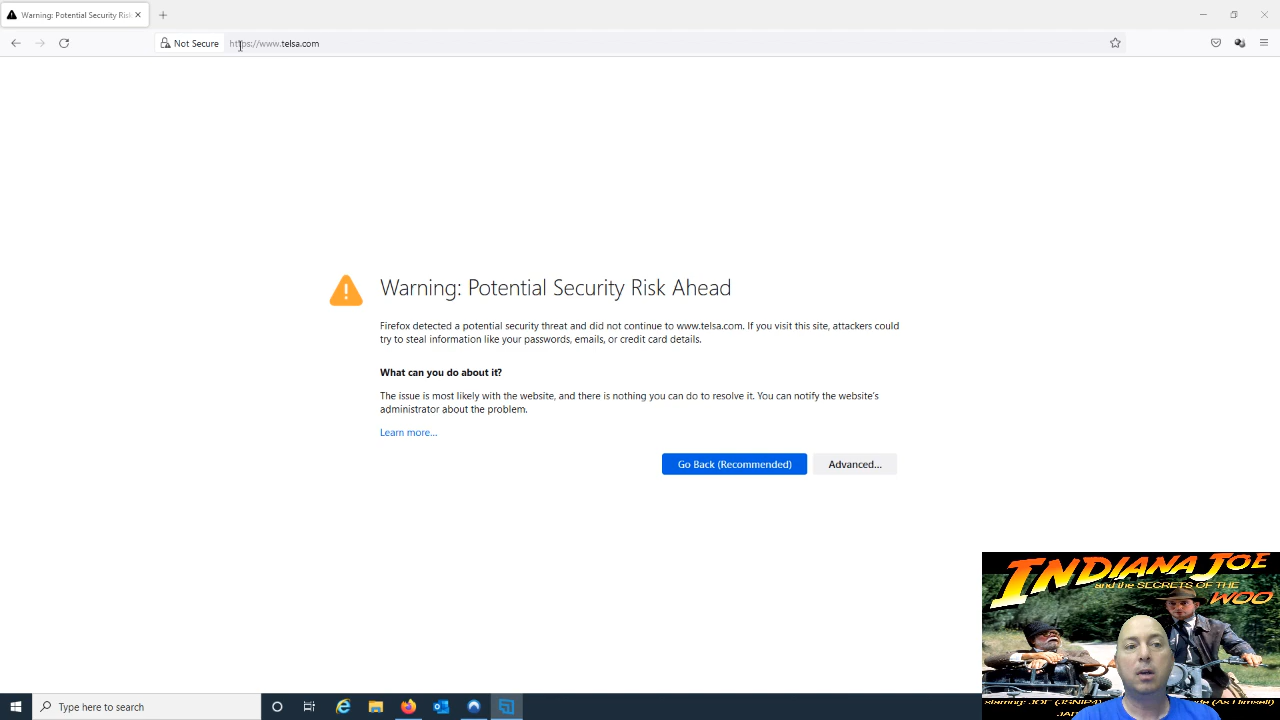 Warning: Potential Security Ris
Not Secure
https://www.telsa.com
Warning: Potential Security Risk Ahead
Firefox detected a potential security threat and did not continue to www.telsa.com. If you visit this site, attackers could
try to steal information like your passwords, emails, or credit card details.
What can you do about it?
The issue is most likely with the website, and there is nothing you can do to resolve it. You can notify the website's
administrator about the problem.
Learn more...
Go Back (Recommended)
Advanced...
INDIANA JOE
and the SECRETS OF THE
WOO
(As Himself)
Type here to search